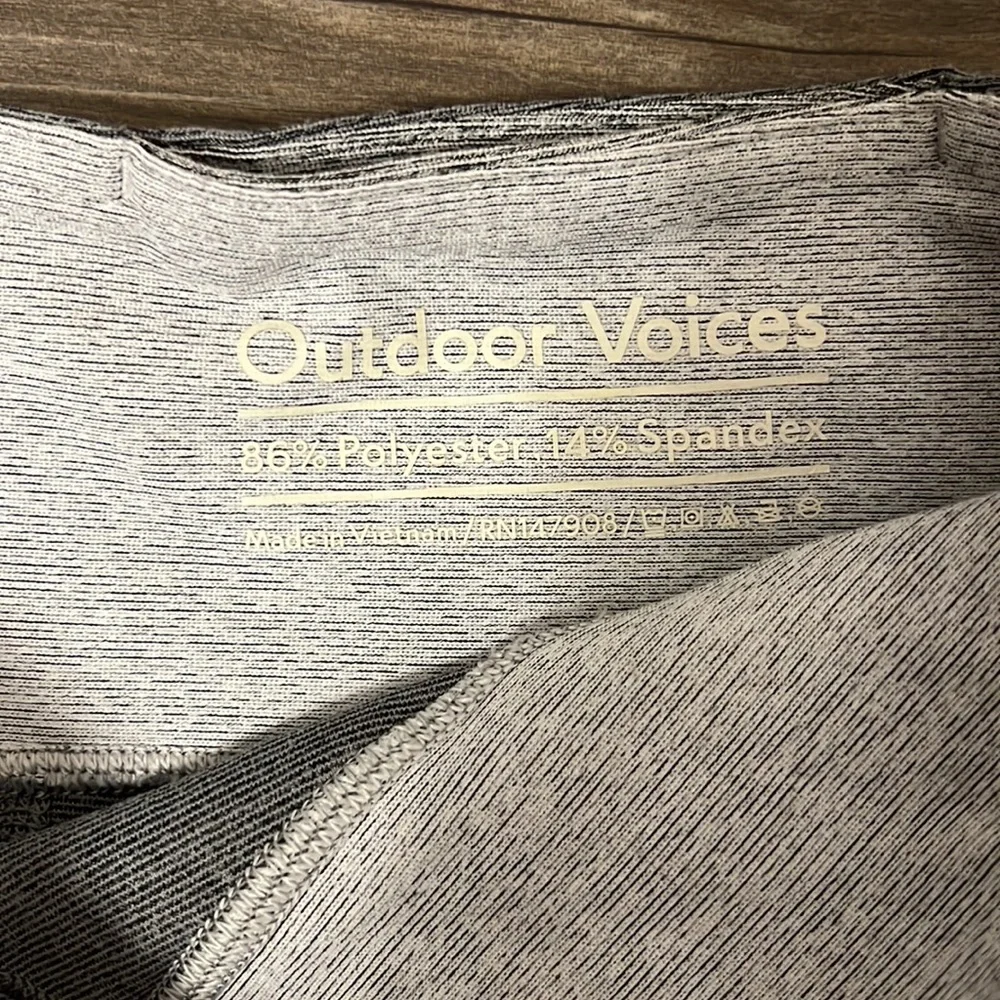 Outdoor Voices
86% Polyester, 14% Spandex
Made in Vietnam/RN147908/